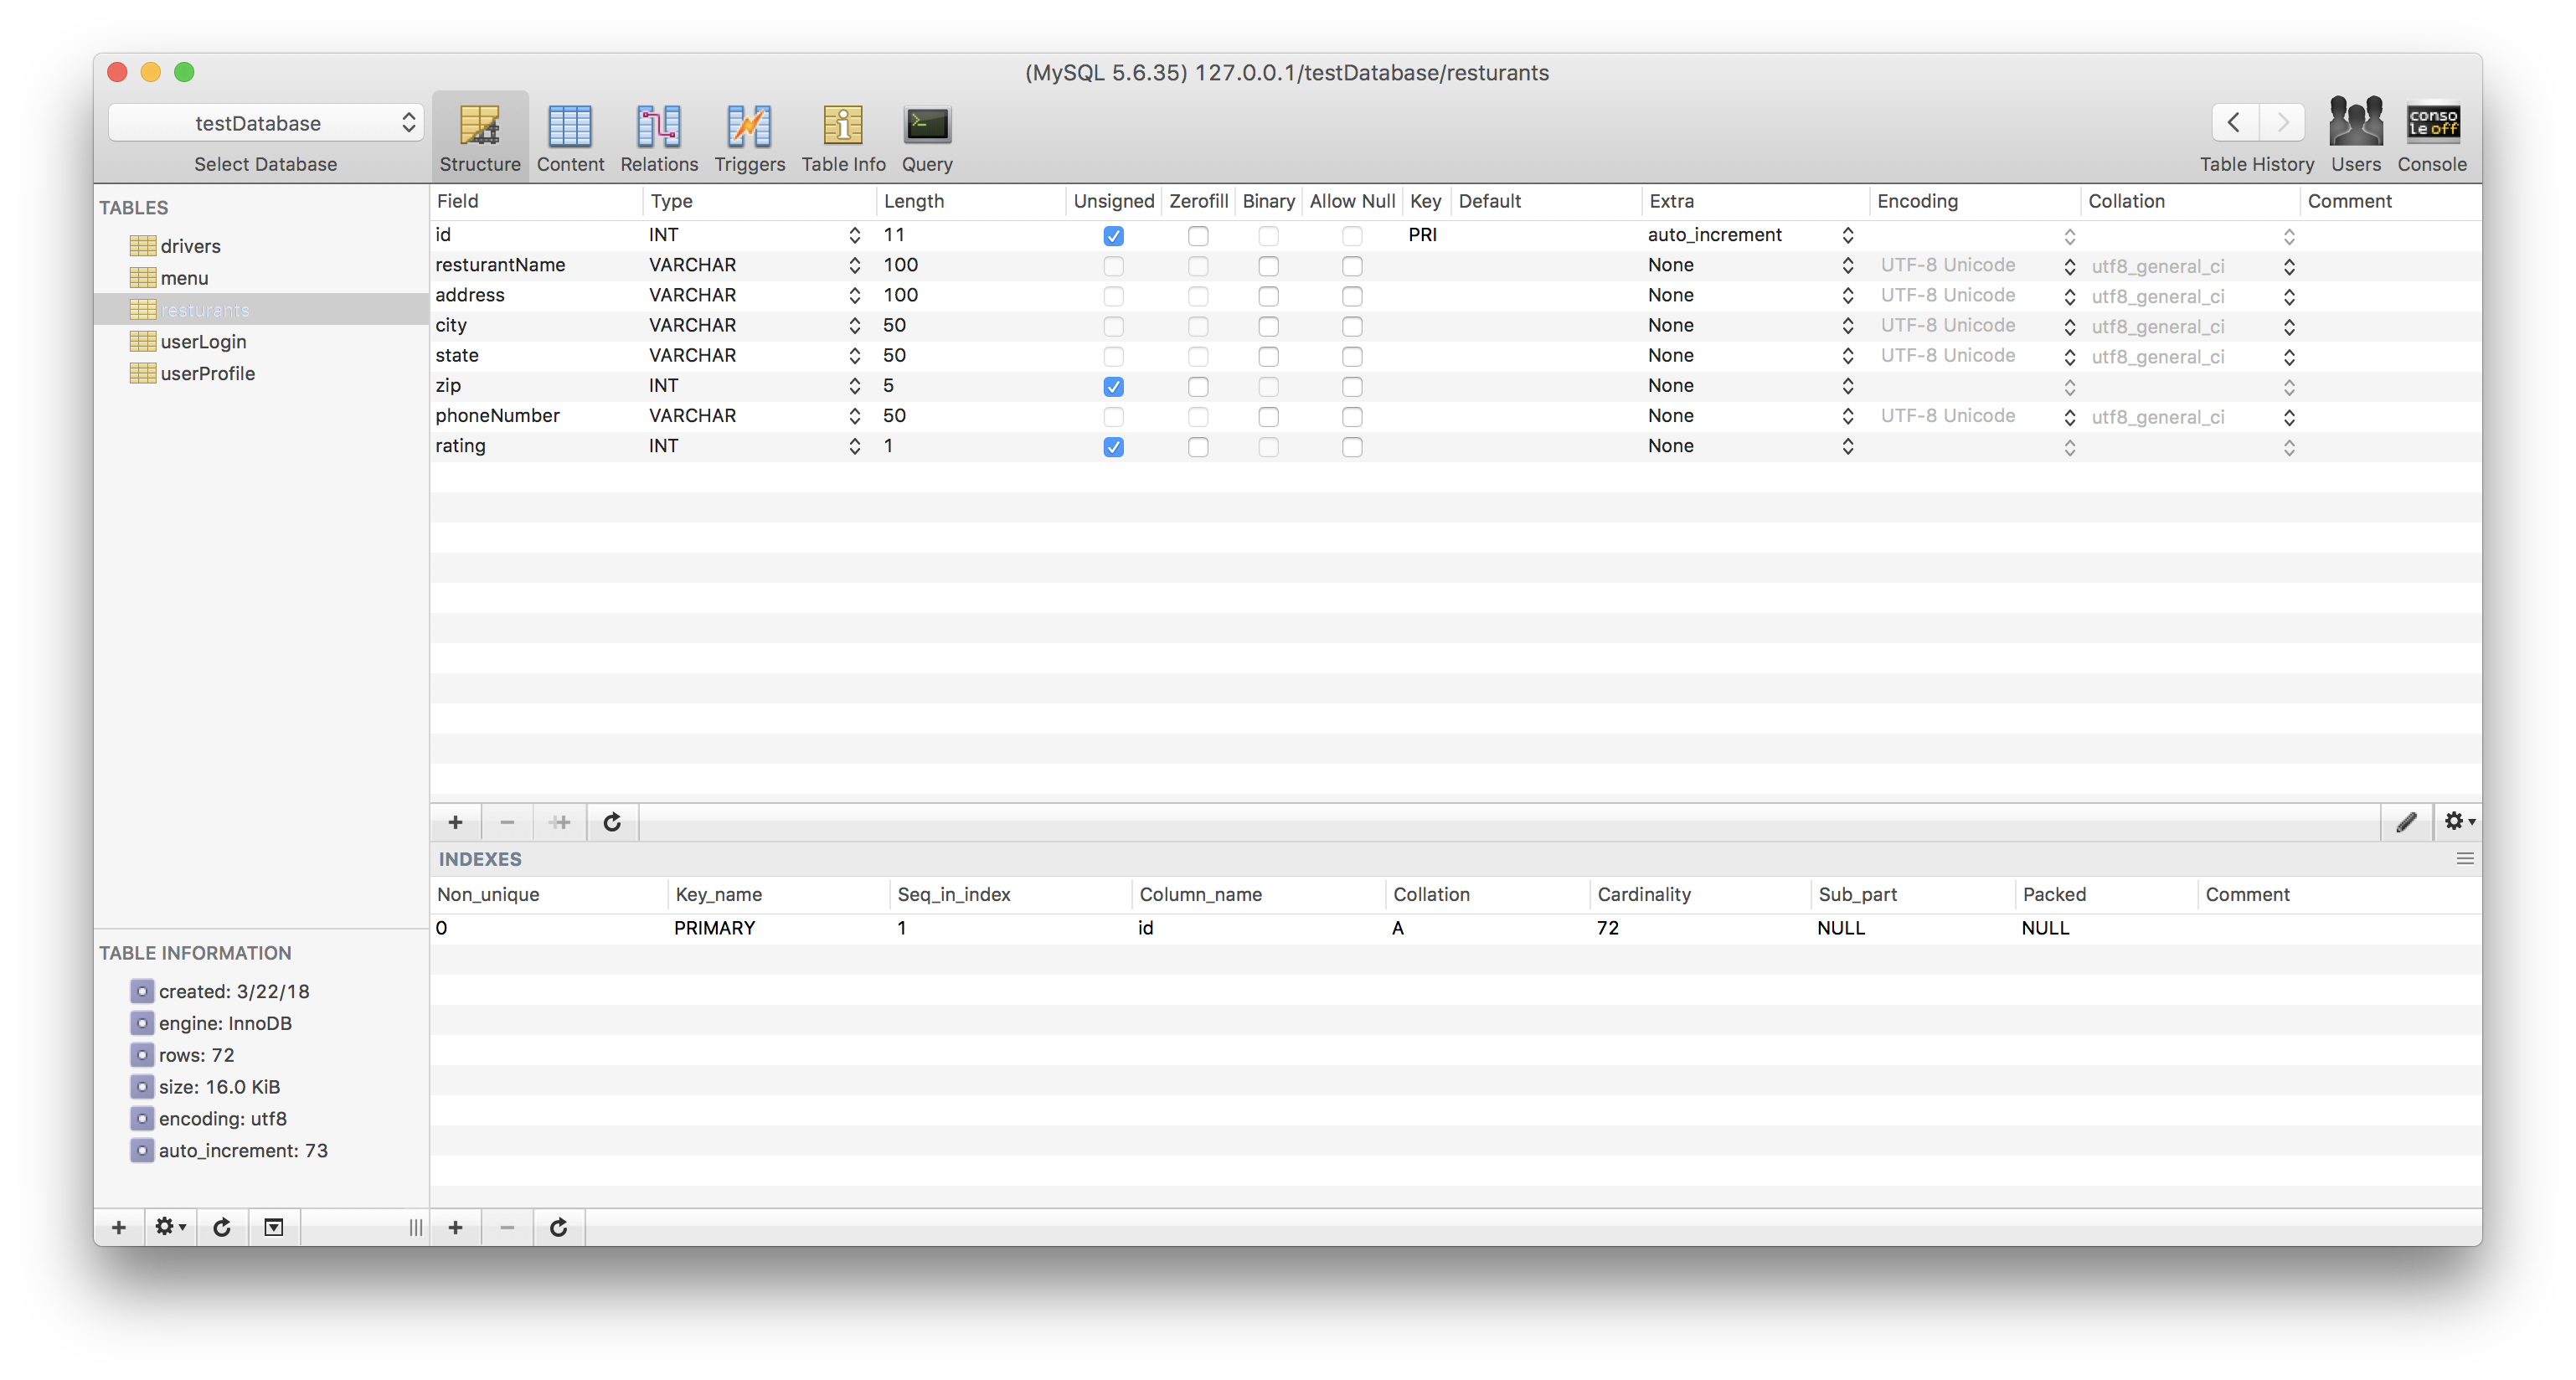 (MySQL 5.6.35) 127.0.0.1/testDatabase/resturants
testDatabase
Select Database
Structure Content Relations Triggers Table Info Query
conso
le off
Table History Users Console
TABLES
drivers
menu
resturants
userLogin
userProfile
Field Type Length Unsigned Zerofill Binary Allow Null Key Default Extra Encoding Collation Comment
id INT 11 PRI auto_increment
resturantName VARCHAR 100 None UTF-8 Unicode utf8_general_ci
address VARCHAR 100 None UTF-8 Unicode utf8_general_ci
city VARCHAR 50 None UTF-8 Unicode utf8_general_ci
state VARCHAR 50 None UTF-8 Unicode utf8_general_ci
zip INT 5 None
phoneNumber VARCHAR 50 None UTF-8 Unicode utf8_general_ci
rating INT 1 None
INDEXES
Non_unique Key_name Seq_in_index Column_name Collation Cardinality Sub_part Packed Comment
0 PRIMARY 1 id A 72 NULL NULL
TABLE INFORMATION
created: 3/22/18
engine: InnoDB
rows: 72
size: 16.0 KiB
encoding: utf8
auto_increment: 73